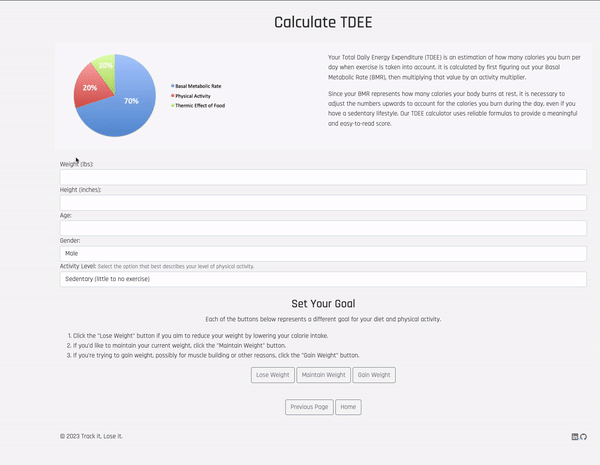 Calculate TDEE
20%
10%
70%
Basal Metabolic Rate
Physical Activity
Thermic Effect of Food
Your Total Daily Energy Expenditure (TDEE) is an estimation of how many calories you burn per
day when exercise is taken into account. It is calculated by first figuring out your Basal
Metabolic Rate (BMR), then multiplying that value by an activity multiplier.
Since your BMR represents how many calories your body burns at rest, it is necessary to
adjust the numbers upwards to account for the calories you burn during the day, even if you
have a sedentary lifestyle. Our TDEE calculator uses reliable formulas to provide a meaningful
and easy-to-read score.
Weight (lbs):
Height (inches):
Age:
Gender:
Male
Activity Level: Select the option that best describes your level of physical activity.
Sedentary (little to no exercise)
Set Your Goal
Each of the buttons below represents a different goal for your diet and physical activity.
1. Click the "Lose Weight" button if you aim to reduce your weight by lowering your calorie intake.
2. If you'd like to maintain your current weight, click the "Maintain Weight" button.
3. If you're trying to gain weight, possibly for muscle building or other reasons, click the "Gain Weight" button.
Lose Weight Maintain Weight Gain Weight
Previous Page Home
© 2023 Track it, Lose it.